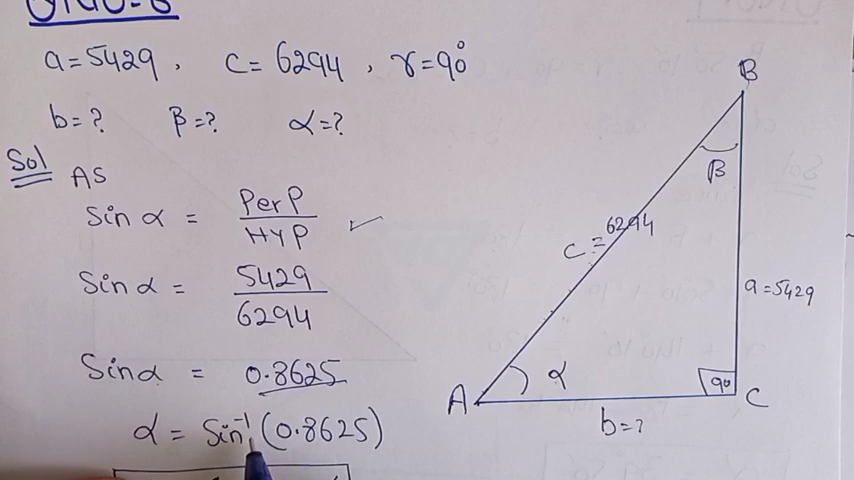 a = 5429 , c = 6294 , γ = 90°
b = ? β = ? α = ?
Sol
AS
Sin α = PerP / HyP
Sin α = 5429 / 6294
Sin α = 0.8625
α = Sin⁻¹ (0.8625)
B
β
c = 6294
a = 5429
A
α
90
C
b = ?